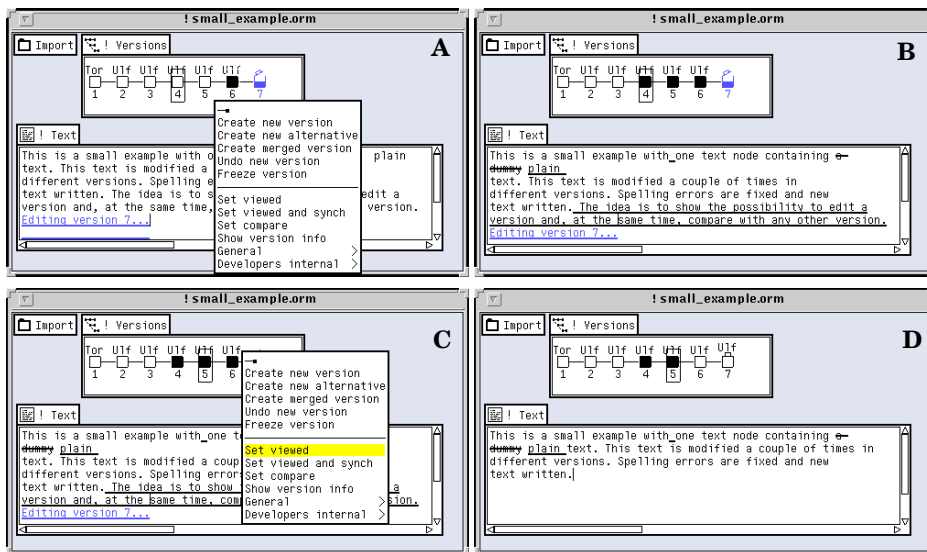 ! small_example.orm
Import
! Versions
A
Tor Ulf Ulf Ulf Ulf Ulf
1 2 3 4 5 6 7
! Text
This is a small example with o plain
text. This text is modified a
different versions. Spelling e
text written. The idea is to s edit a
version and, at the same time, version.
Editing version 7...
Create new version
Create new alternative
Create merged version
Undo new version
Freeze version
Set viewed
Set viewed and synch
Set compare
Show version info
General >
Developers internal >
! small_example.orm
Import
! Versions
B
Tor Ulf Ulf Ulf Ulf Ulf
1 2 3 4 5 6 7
! Text
This is a small example with one text node containing o
dummy plain
text. This text is modified a couple of times in
different versions. Spelling errors are fixed and new
text written. The idea is to show the possibility to edit a
version and, at the same time, compare with any other version.
Editing version 7...
! small_example.orm
Import
! Versions
C
Tor Ulf Ulf Ulf Ulf Ulf
1 2 3 4 5 6
! Text
This is a small example with one t
dummy plain
text. This text is modified a coup
different versions. Spelling error
text written. The idea is to show a
version and, at the same time, com sion.
Editing version 7...
Create new version
Create new alternative
Create merged version
Undo new version
Freeze version
Set viewed
Set viewed and synch
Set compare
Show version info
General >
Developers internal >
! small_example.orm
Import
! Versions
D
Tor Ulf Ulf Ulf Ulf Ulf Ulf
1 2 3 4 5 6 7
! Text
This is a small example with one text node containing o
dummy plain text. This text is modified a couple of times in
different versions. Spelling errors are fixed and new
text written.